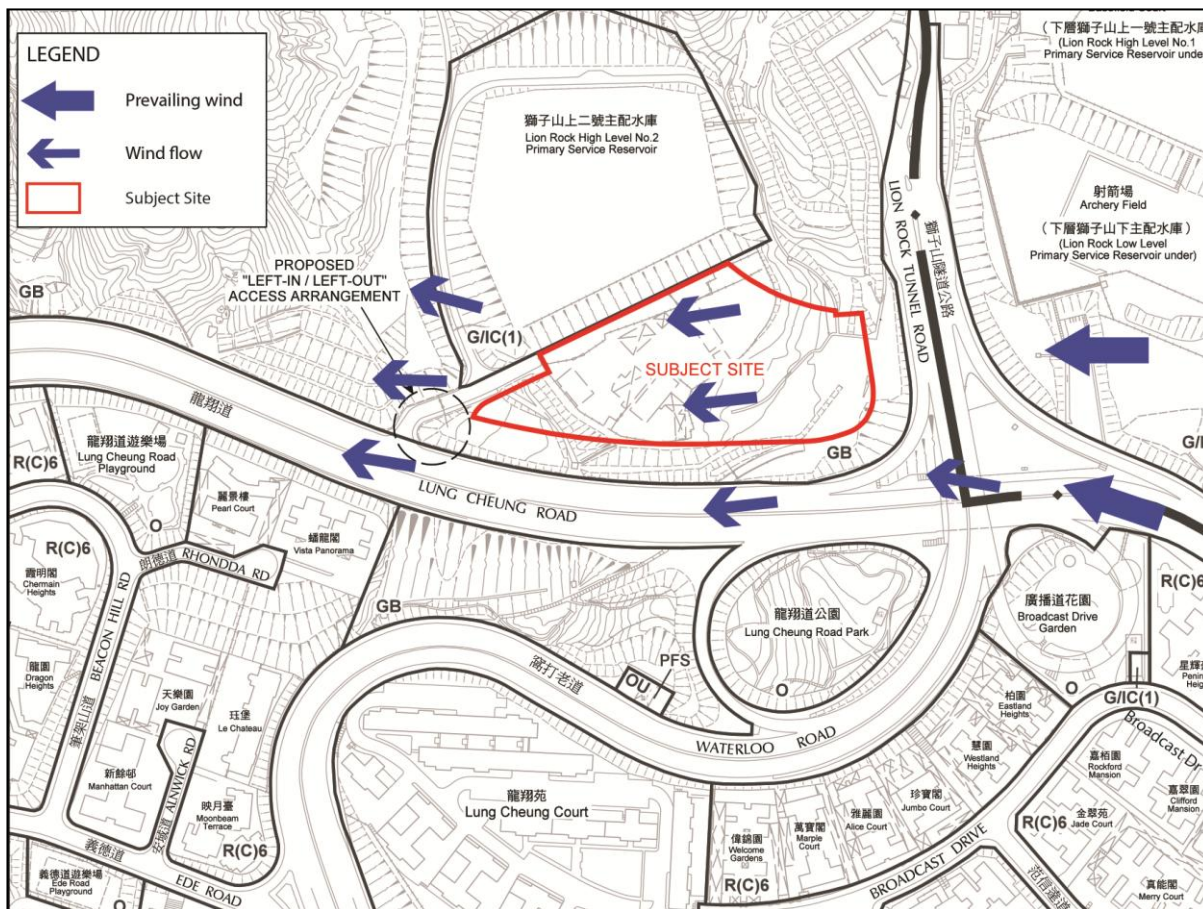 LEGEND
Prevailing wind
Wind flow
Subject Site
(下層獅子山上一號主配水庫
(Lion Rock High Level No.1
Primary Service Reservoir under
獅子山上二號主配水庫
Lion Rock High Level No.2
Primary Service Reservoir
射箭場
Archery Field
(下層獅子山下主配水庫)
(Lion Rock Low Level
Primary Service Reservoir under)
LION ROCK TUNNEL ROAD
獅子山隧道公路
PROPOSED
"LEFT-IN / LEFT-OUT"
ACCESS ARRANGEMENT
GB
G/IC(1)
SUBJECT SITE
GB
龍翔道
LUNG CHEUNG ROAD
龍翔道遊樂場
Lung Cheung Road
Playground
R(C)6
O
麗景樓
Pearl Court
蟠龍閣
Vista Panorama
朗德道 RHONDDA RD
R(C)6
霞明閣
Chermain
Heights
筆架山道 BEACON HILL RD
龍園
Dragon
Heights
天樂園
Joy Garden
珏堡
Le Chateau
新餘邨
Manhattan Court
安域道 ALNWICK RD
映月臺
Moonbeam
Terrace
R(C)6
義德道
EDE ROAD
義德道遊樂場
Ede Road
Playground
O
GB
窩打老道
WATERLOO ROAD
OU
PFS
龍翔道公園
Lung Cheung Road Park
O
龍翔苑
Lung Cheung Court
廣播道花園
Broadcast Drive
Garden
R(C)6
G/IC(1)
O
柏園
Eastland
Heights
慧園
Westland
Heights
珍寶閣
Jumbo Court
雅麗園
Alice Court
萬寶閣
Marple
Court
偉錦園
Welcome
Gardens
R(C)6
BROADCAST DRIVE
Broadcast Dr
嘉栢園
Rockford
Mansion
嘉翠園
Clifford
Mansion
金翠苑
Jade Court
R(C)6
真能閣
Merry Court
范信達道